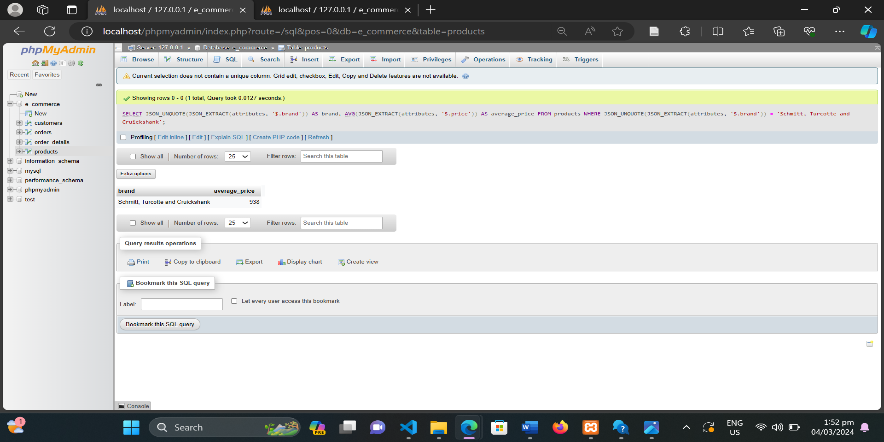 localhost / 127.0.0.1 / e_commer
localhost / 127.0.0.1 / e_commer
localhost/phpmyadmin/index.php?route=/sql&pos=0&db=e_commerce&table=products
phpMyAdmin
Recent Favorites
New
e_commerce
New
customers
orders
order_details
products
information_schema
mysql
performance_schema
phpmyadmin
test
Server: 127.0.0.1 » Database: e_commerce » Table: products
Browse Structure SQL Search Insert Export Import Privileges Operations Tracking Triggers
Current selection does not contain a unique column. Grid edit, checkbox, Edit, Copy and Delete features are not available.
Showing rows 0 - 0 (1 total, Query took 0.0127 seconds.)
SELECT JSON_UNQUOTE(JSON_EXTRACT(attributes, '$.brand')) AS brand, AVG(JSON_EXTRACT(attributes, '$.price')) AS average_price FROM products WHERE JSON_UNQUOTE(JSON_EXTRACT(attributes, '$.brand')) = 'Schmitt, Turcotte and
Cruickshank';
Profiling [ Edit inline ] [ Edit ] [ Explain SQL ] [ Create PHP code ] [ Refresh ]
Show all Number of rows: 25 Filter rows: Search this table
Extra options
brand average_price
Schmitt, Turcotte and Cruickshank 938
Show all Number of rows: 25 Filter rows: Search this table
Query results operations
Print Copy to clipboard Export Display chart Create view
Bookmark this SQL query
Label: Let every user access this bookmark
Bookmark this SQL query
Console
Search
ENG
US
1:52 pm
04/03/2024